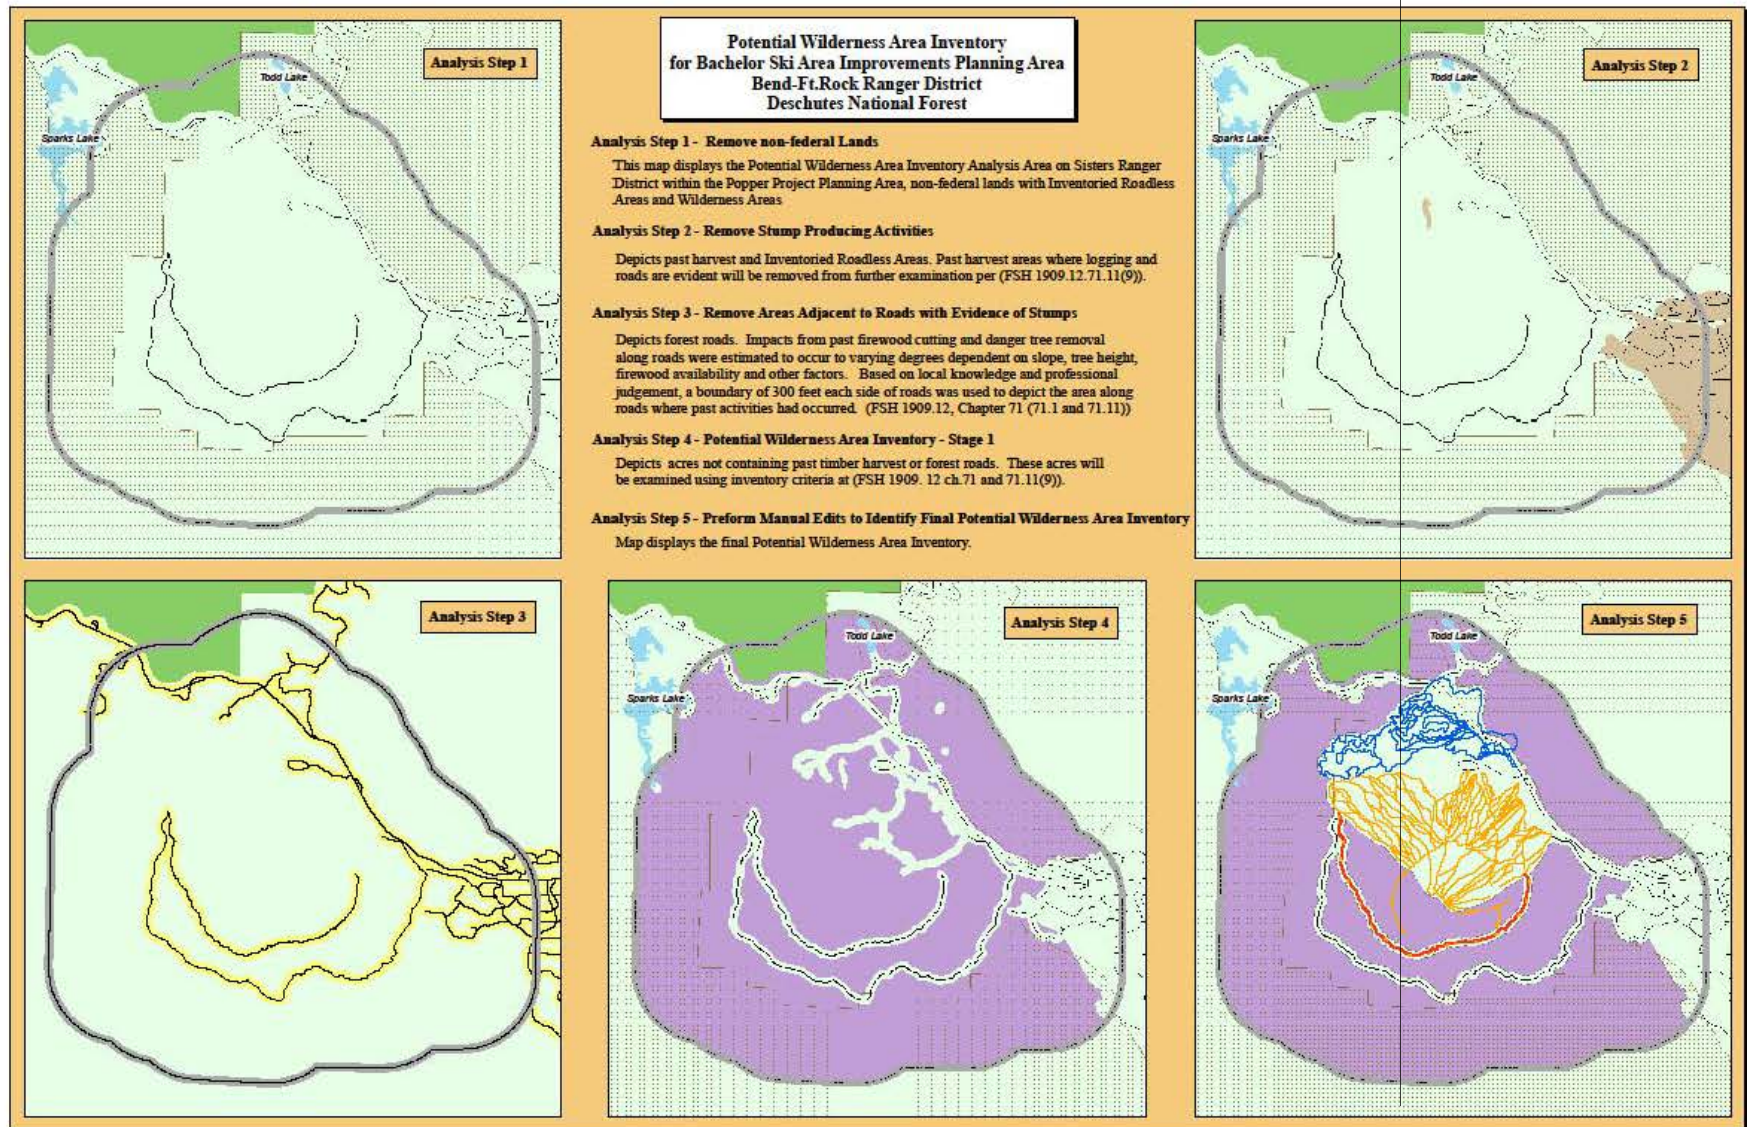 Potential Wilderness Area Inventory
for Bachelor Ski Area Improvements Planning Area
Bend-Ft.Rock Ranger District
Deschutes National Forest
Analysis Step 1
Todd Lake
Sparks Lake
Analysis Step 1 - Remove non-federal Lands
This map displays the Potential Wilderness Area Inventory Analysis Area on Sisters Ranger
District within the Popper Project Planning Area, non-federal lands with Inventoried Roadless
Areas and Wilderness Areas
Analysis Step 2 - Remove Stump Producing Activities
Depicts past harvest and Inventoried Roadless Areas. Past harvest areas where logging and
roads are evident will be removed from further examination per (FSH 1909.12.71.11(9)).
Analysis Step 3 - Remove Areas Adjacent to Roads with Evidence of Stumps
Depicts forest roads. Impacts from past firewood cutting and danger tree removal
along roads were estimated to occur to varying degrees dependent on slope, tree height,
firewood availability and other factors. Based on local knowledge and professional
judgement, a boundary of 300 feet each side of roads was used to depict the area along
roads where past activities had occurred. (FSH 1909.12, Chapter 71 (71.1 and 71.11))
Analysis Step 4 - Potential Wilderness Area Inventory - Stage 1
Depicts acres not containing past timber harvest or forest roads. These acres will
be examined using inventory criteria at (FSH 1909. 12 ch.71 and 71.11(9)).
Analysis Step 5 - Preform Manual Edits to Identify Final Potential Wilderness Area Inventory
Map displays the final Potential Wilderness Area Inventory.
Analysis Step 2
Todd Lake
Sparks Lake
Analysis Step 3
Analysis Step 4
Todd Lake
Sparks Lake
Analysis Step 5
Todd Lake
Sparks Lake